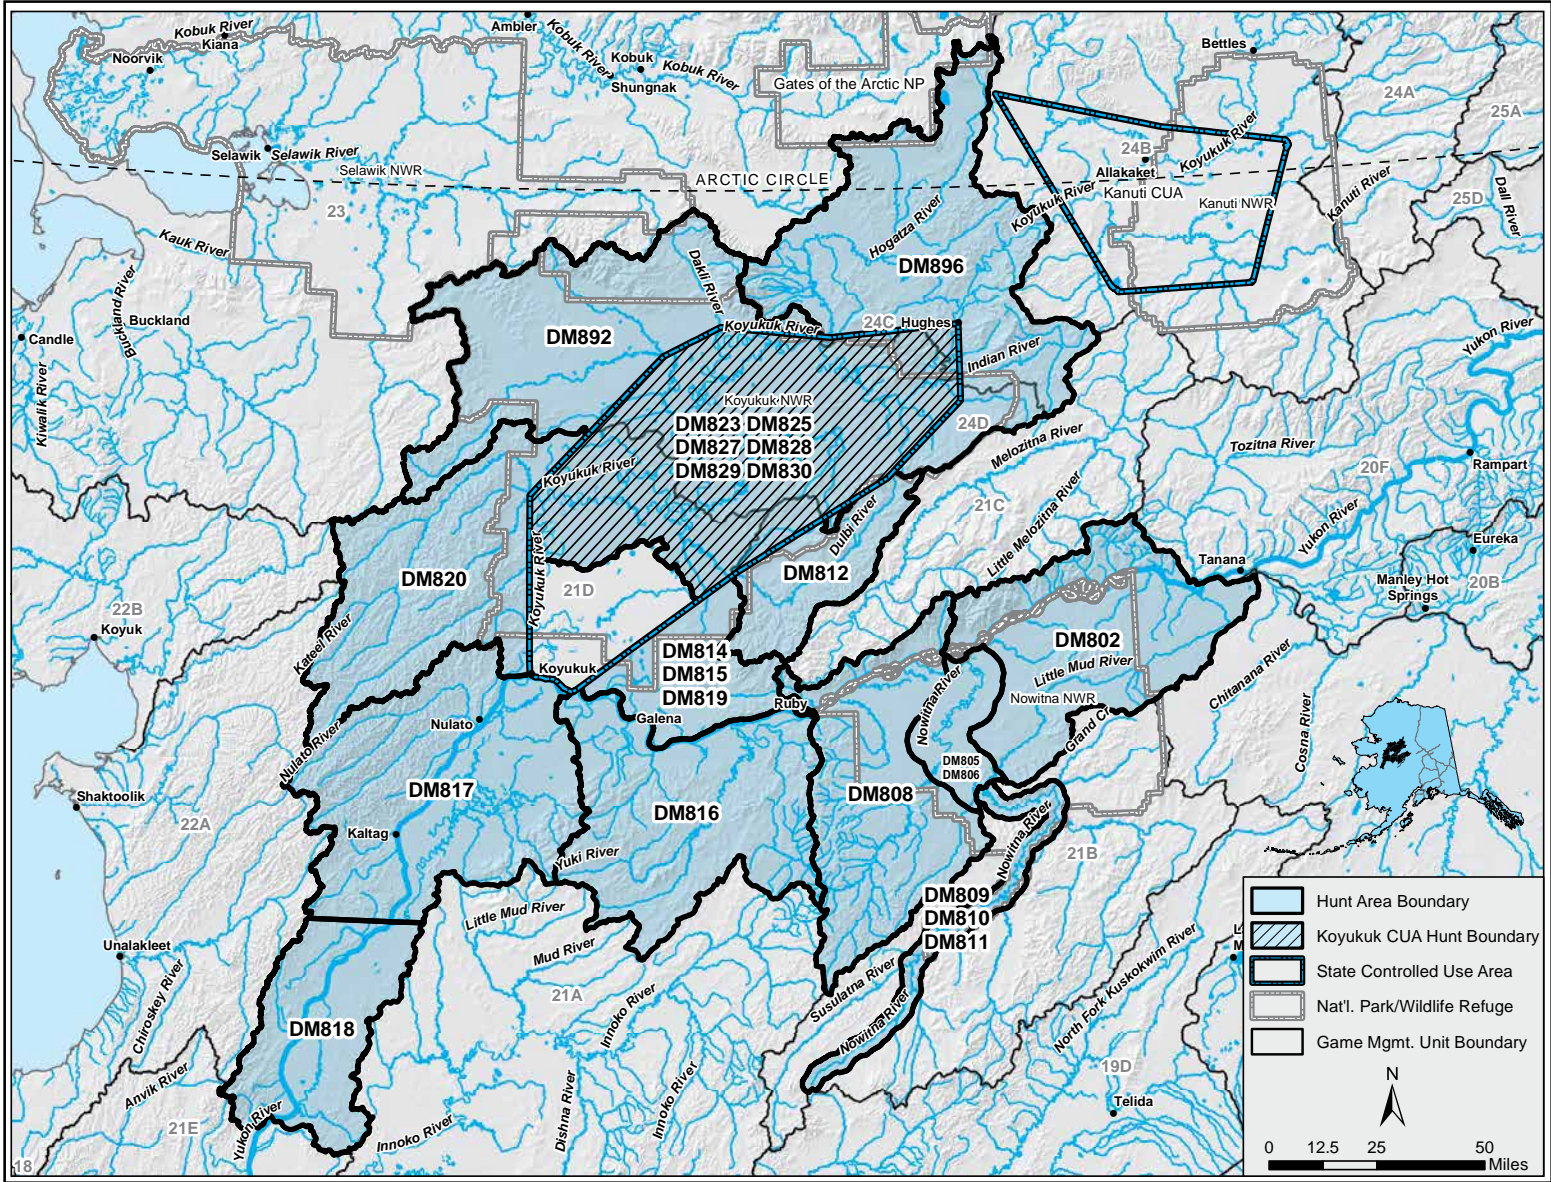 Kobuk River
Kiana
Noorvik
Ambler
Kobuk River
Kobuk
Kobuk River
Shungnak
Gates of the Arctic NP
Bettles
24A
25A
Selawik
Selawik River
Selawik NWR
ARCTIC CIRCLE
24B
Koyukuk River
Allakaket
Kanuti CUA
Koyukuk River
Kanuti NWR
Kanuti River
25D
Dall River
23
Kauk River
Hogatza River
Dakli River
DM896
Buckland River
Buckland
Candle
Kiwalik River
DM892
Koyukuk River
24C
Hughes
Indian River
Yukon River
Koyukuk NWR
DM823 DM825
DM827 DM828
DM829 DM830
24D
Melozitna River
Tozitna River
20F
Rampart
Koyukuk River
21C
Little Melozitna River
Yukon River
Eureka
Dulbi River
DM812
Tanana
Manley Hot
Springs
20B
DM820
Koyukuk River
21D
22B
Koyuk
Kateel River
DM802
Little Mud River
Chitanana River
Koyukuk
DM814
DM815
DM819
Nowitna River
Nowitna NWR
Ruby
Galena
Nulato
Grand Cr
Cosna River
Nulato River
DM805
DM806
DM817
DM808
DM816
Shaktoolik
22A
Kaltag
Yuki River
Nowitna River
21B
DM809
DM810
DM811
Little Mud River
Mud River
Unalakleet
Chiroskey River
21A
Susulatna River
Innoko River
North Fork Kuskokwim River
DM818
Nowitna River
Anvik River
21E
Yukon River
Innoko River
Dishna River
Innoko River
19D
Telida
18
Hunt Area Boundary
Koyukuk CUA Hunt Boundary
State Controlled Use Area
Nat'l. Park/Wildlife Refuge
Game Mgmt. Unit Boundary
N
0 12.5 25 50
Miles